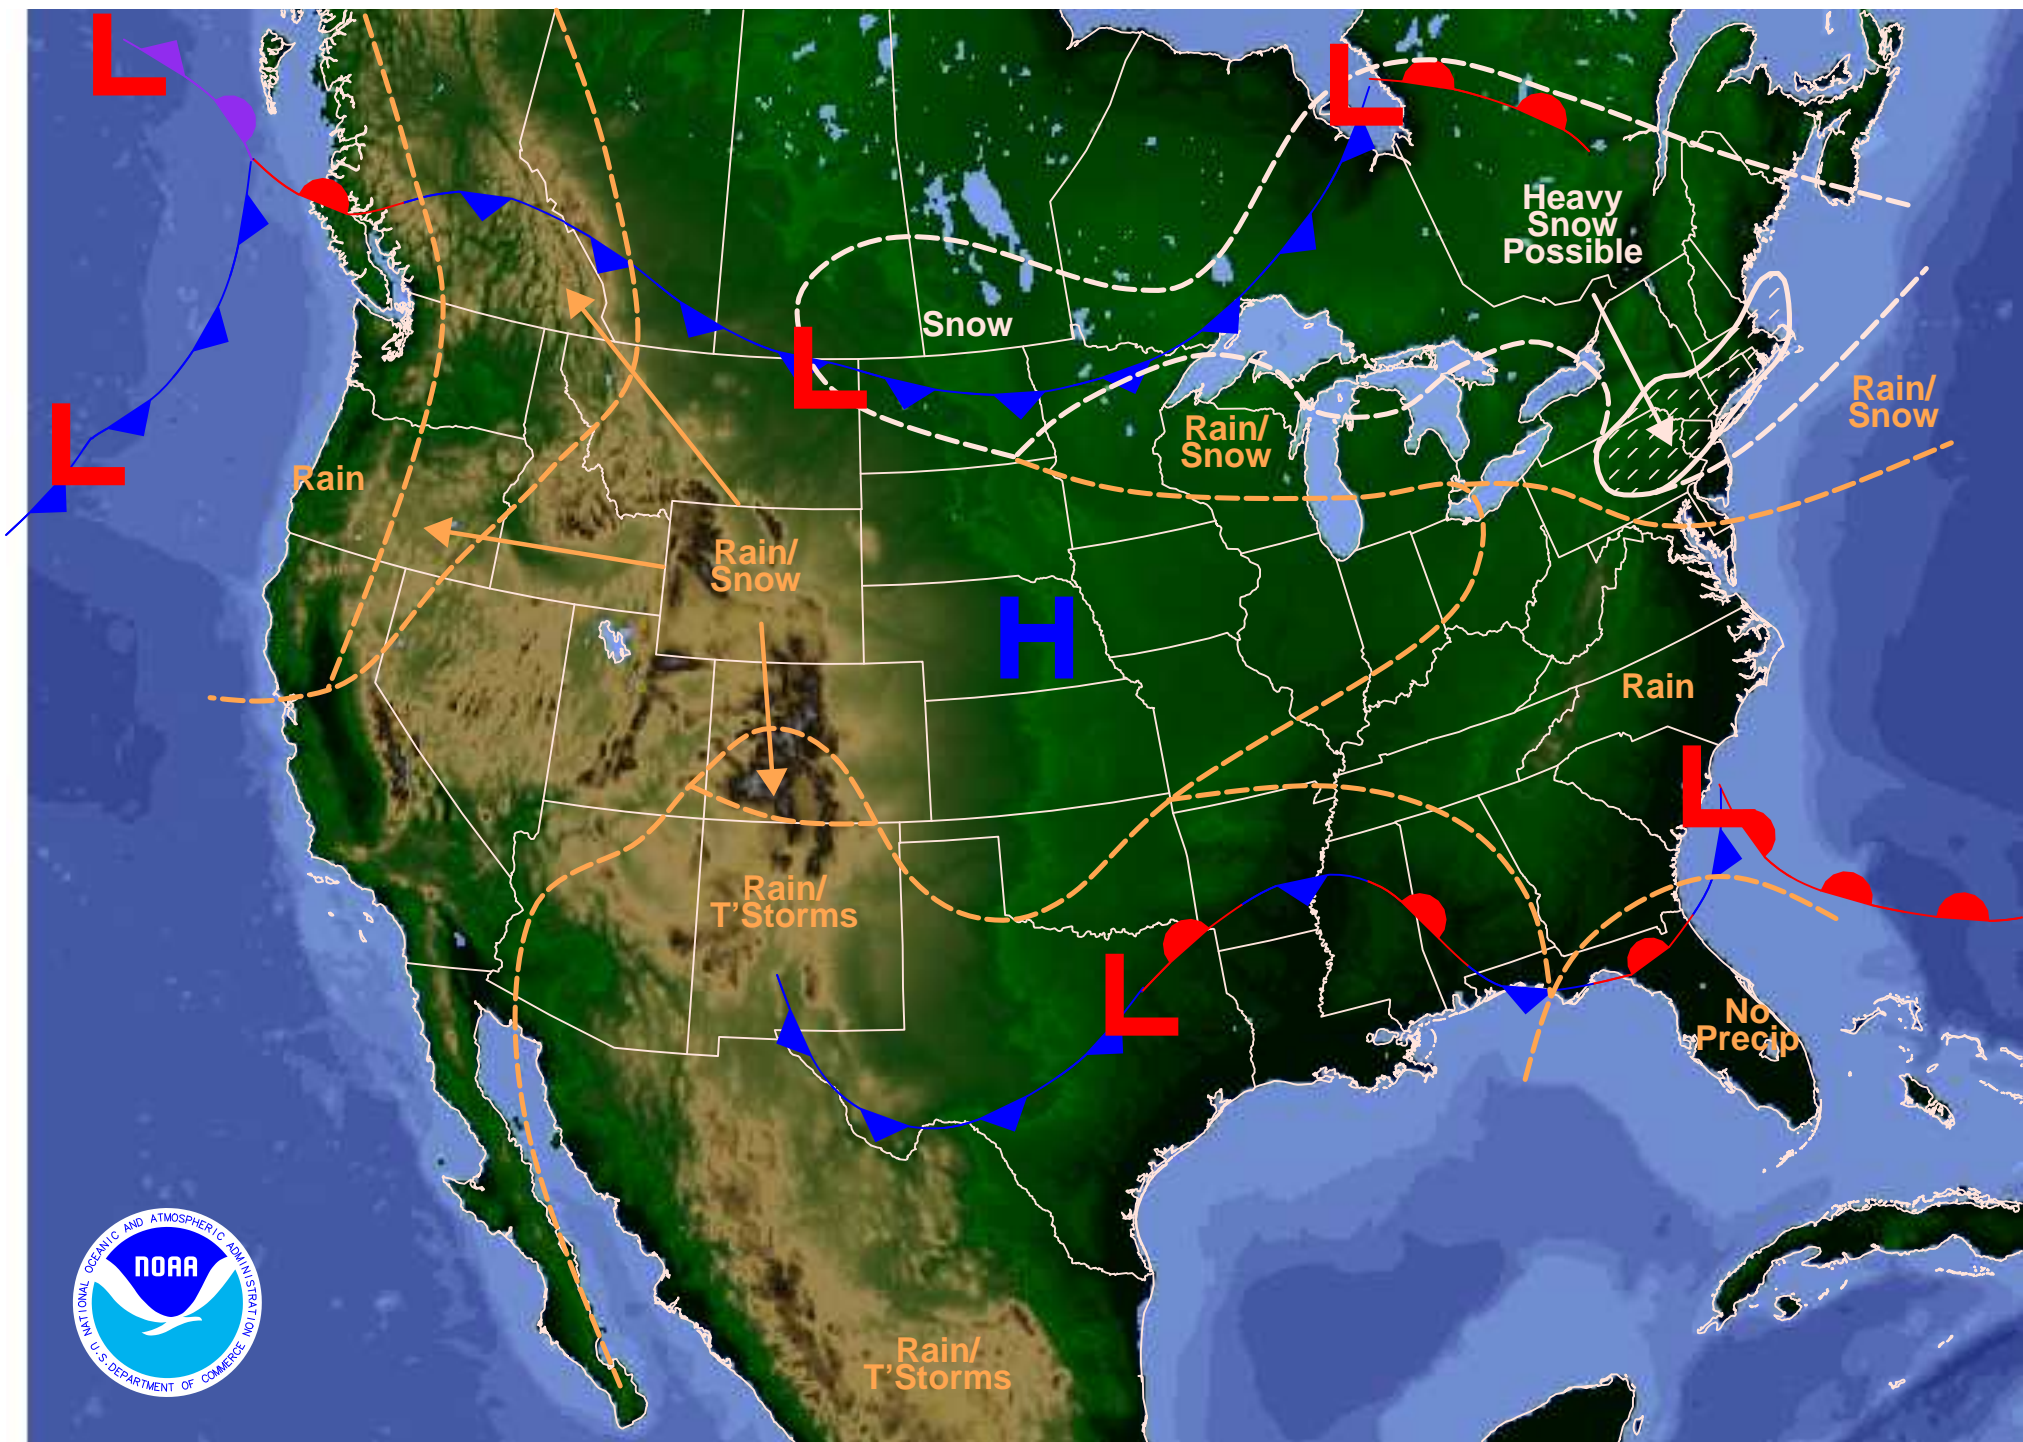 L
L
Heavy
Snow
Possible
Snow
L
Rain/
Snow
Rain/
Snow
L
Rain
Rain/
Snow
H
Rain
L
Rain/
T'Storms
L
No
Precip
NATIONAL OCEANIC AND ATMOSPHERIC ADMINISTRATION
NOAA
U.S. DEPARTMENT OF COMMERCE
Rain/
T'Storms